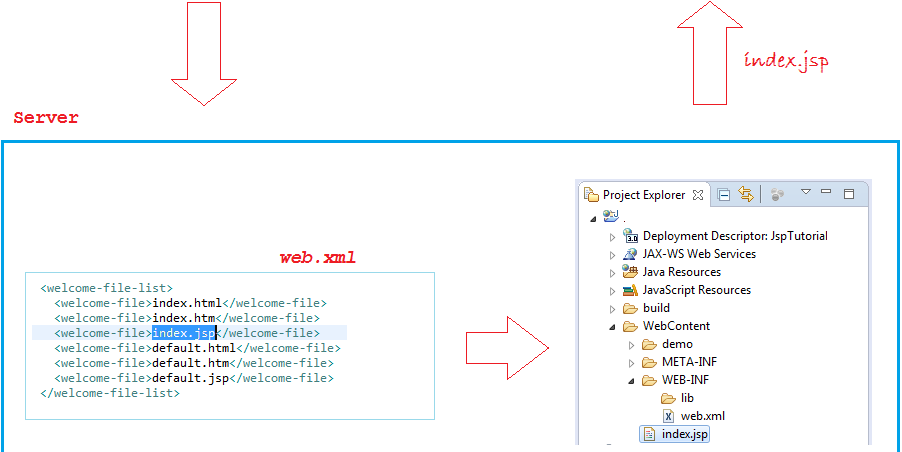 index.jsp
Server
web.xml
<welcome-file-list>
<welcome-file>index.html</welcome-file>
<welcome-file>index.htm</welcome-file>
<welcome-file>index.jsp</welcome-file>
<welcome-file>default.html</welcome-file>
<welcome-file>default.htm</welcome-file>
<welcome-file>default.jsp</welcome-file>
</welcome-file-list>
Project Explorer
.
3.0 Deployment Descriptor: JspTutorial
JAX-WS Web Services
Java Resources
JavaScript Resources
build
WebContent
demo
META-INF
WEB-INF
lib
X web.xml
index.jsp